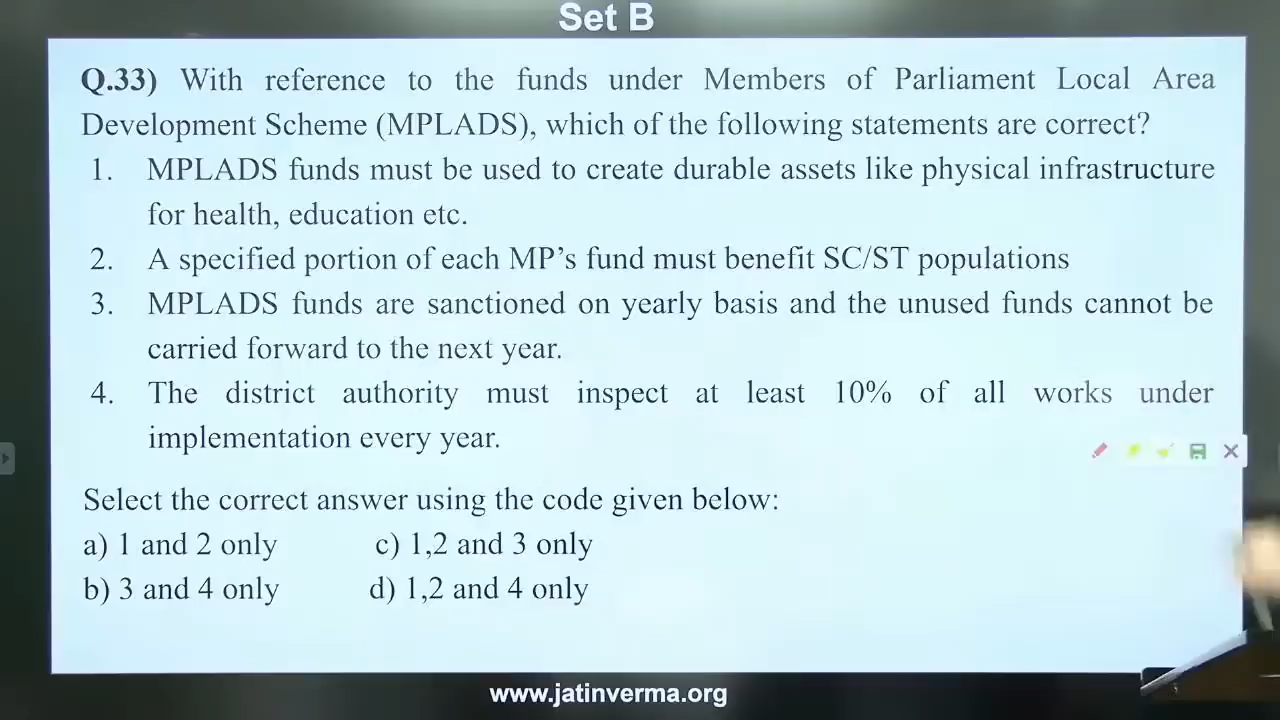 Set B
Q.33) With reference to the funds under Members of Parliament Local Area
Development Scheme (MPLADS), which of the following statements are correct?
1. MPLADS funds must be used to create durable assets like physical infrastructure
for health, education etc.
2. A specified portion of each MP's fund must benefit SC/ST populations
3. MPLADS funds are sanctioned on yearly basis and the unused funds cannot be
carried forward to the next year.
4. The district authority must inspect at least 10% of all works under
implementation every year.
Select the correct answer using the code given below:
a) 1 and 2 only c) 1,2 and 3 only
b) 3 and 4 only d) 1,2 and 4 only
www.jatinverma.org